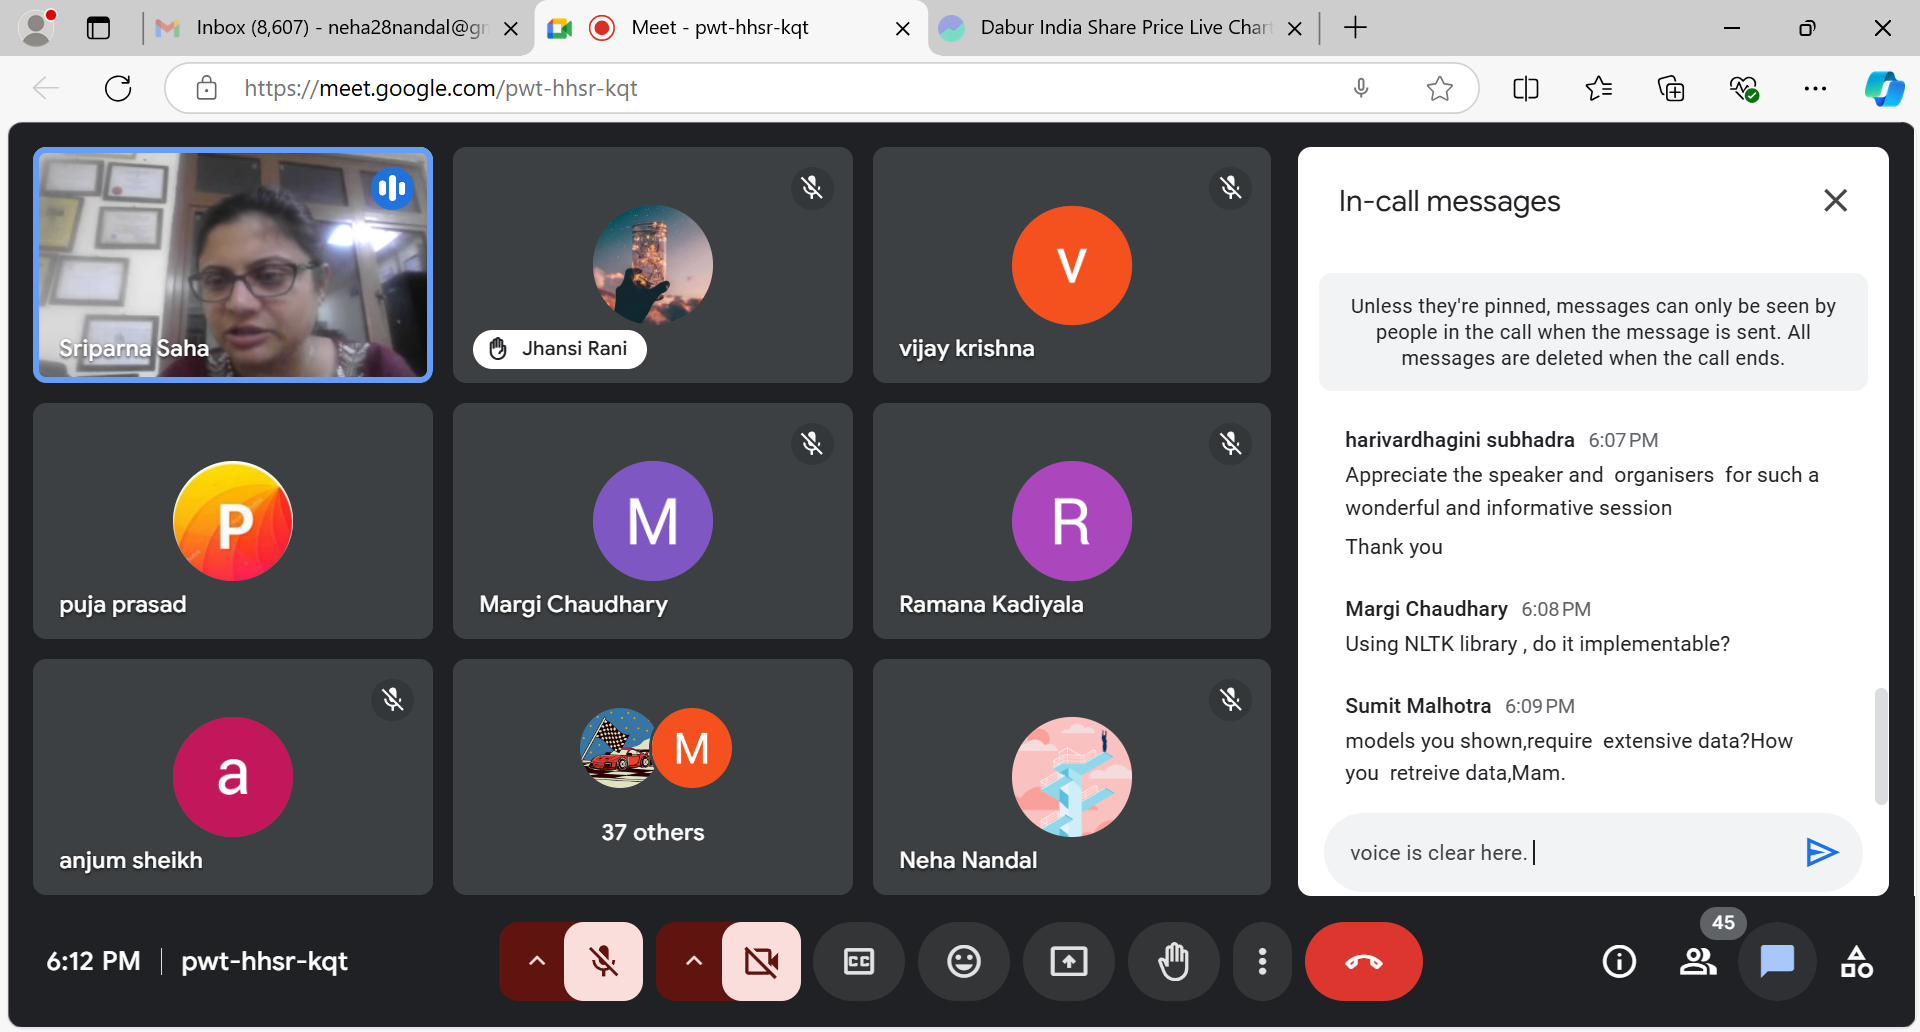 Inbox (8,607) - neha28nandal@gn
Meet - pwt-hhsr-kqt
Dabur India Share Price Live Chart
https://meet.google.com/pwt-hhsr-kqt
Sriparna Saha
Jhansi Rani
V
vijay krishna
P
puja prasad
M
Margi Chaudhary
R
Ramana Kadiyala
a
anjum sheikh
M
37 others
Neha Nandal
In-call messages
Unless they're pinned, messages can only be seen by
people in the call when the message is sent. All
messages are deleted when the call ends.
harivardhagini subhadra 6:07 PM
Appreciate the speaker and  organisers  for such a
wonderful and informative session
Thank you
Margi Chaudhary 6:08 PM
Using NLTK library , do it implementable?
Sumit Malhotra 6:09 PM
models you shown,require  extensive data?How
you  retreive data,Mam.
voice is clear here.
6:12 PM | pwt-hhsr-kqt
CC
45